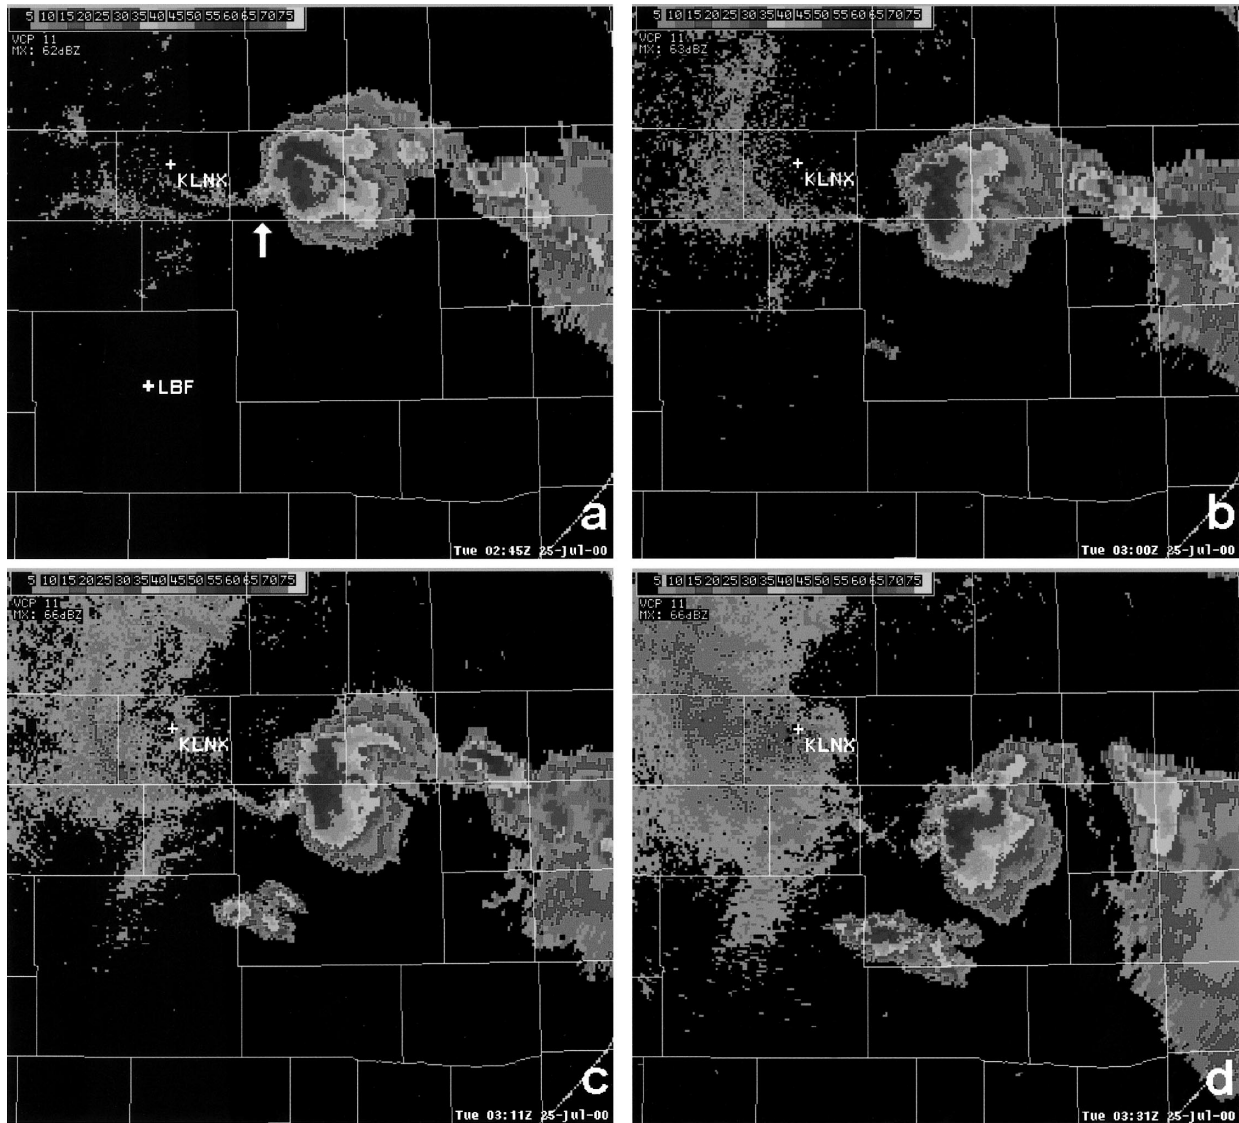 5 10 15 20 25 30 35 40 45 50 55 60 65 70 75
VCP 11
MX: 62dBZ
KLNX
LBF
a
Tue 02:45Z 25-Jul-00
5 10 15 20 25 30 35 40 45 50 55 60 65 70 75
VCP 11
MX: 63dBZ
KLNX
b
Tue 03:00Z 25-Jul-00
5 10 15 20 25 30 35 40 45 50 55 60 65 70 75
VCP 11
MX: 66dBZ
KLNX
c
Tue 03:11Z 25-Jul-00
5 10 15 20 25 30 35 40 45 50 55 60 65 70 75
VCP 11
MX: 66dBZ
KLNX
d
Tue 03:31Z 25-Jul-00